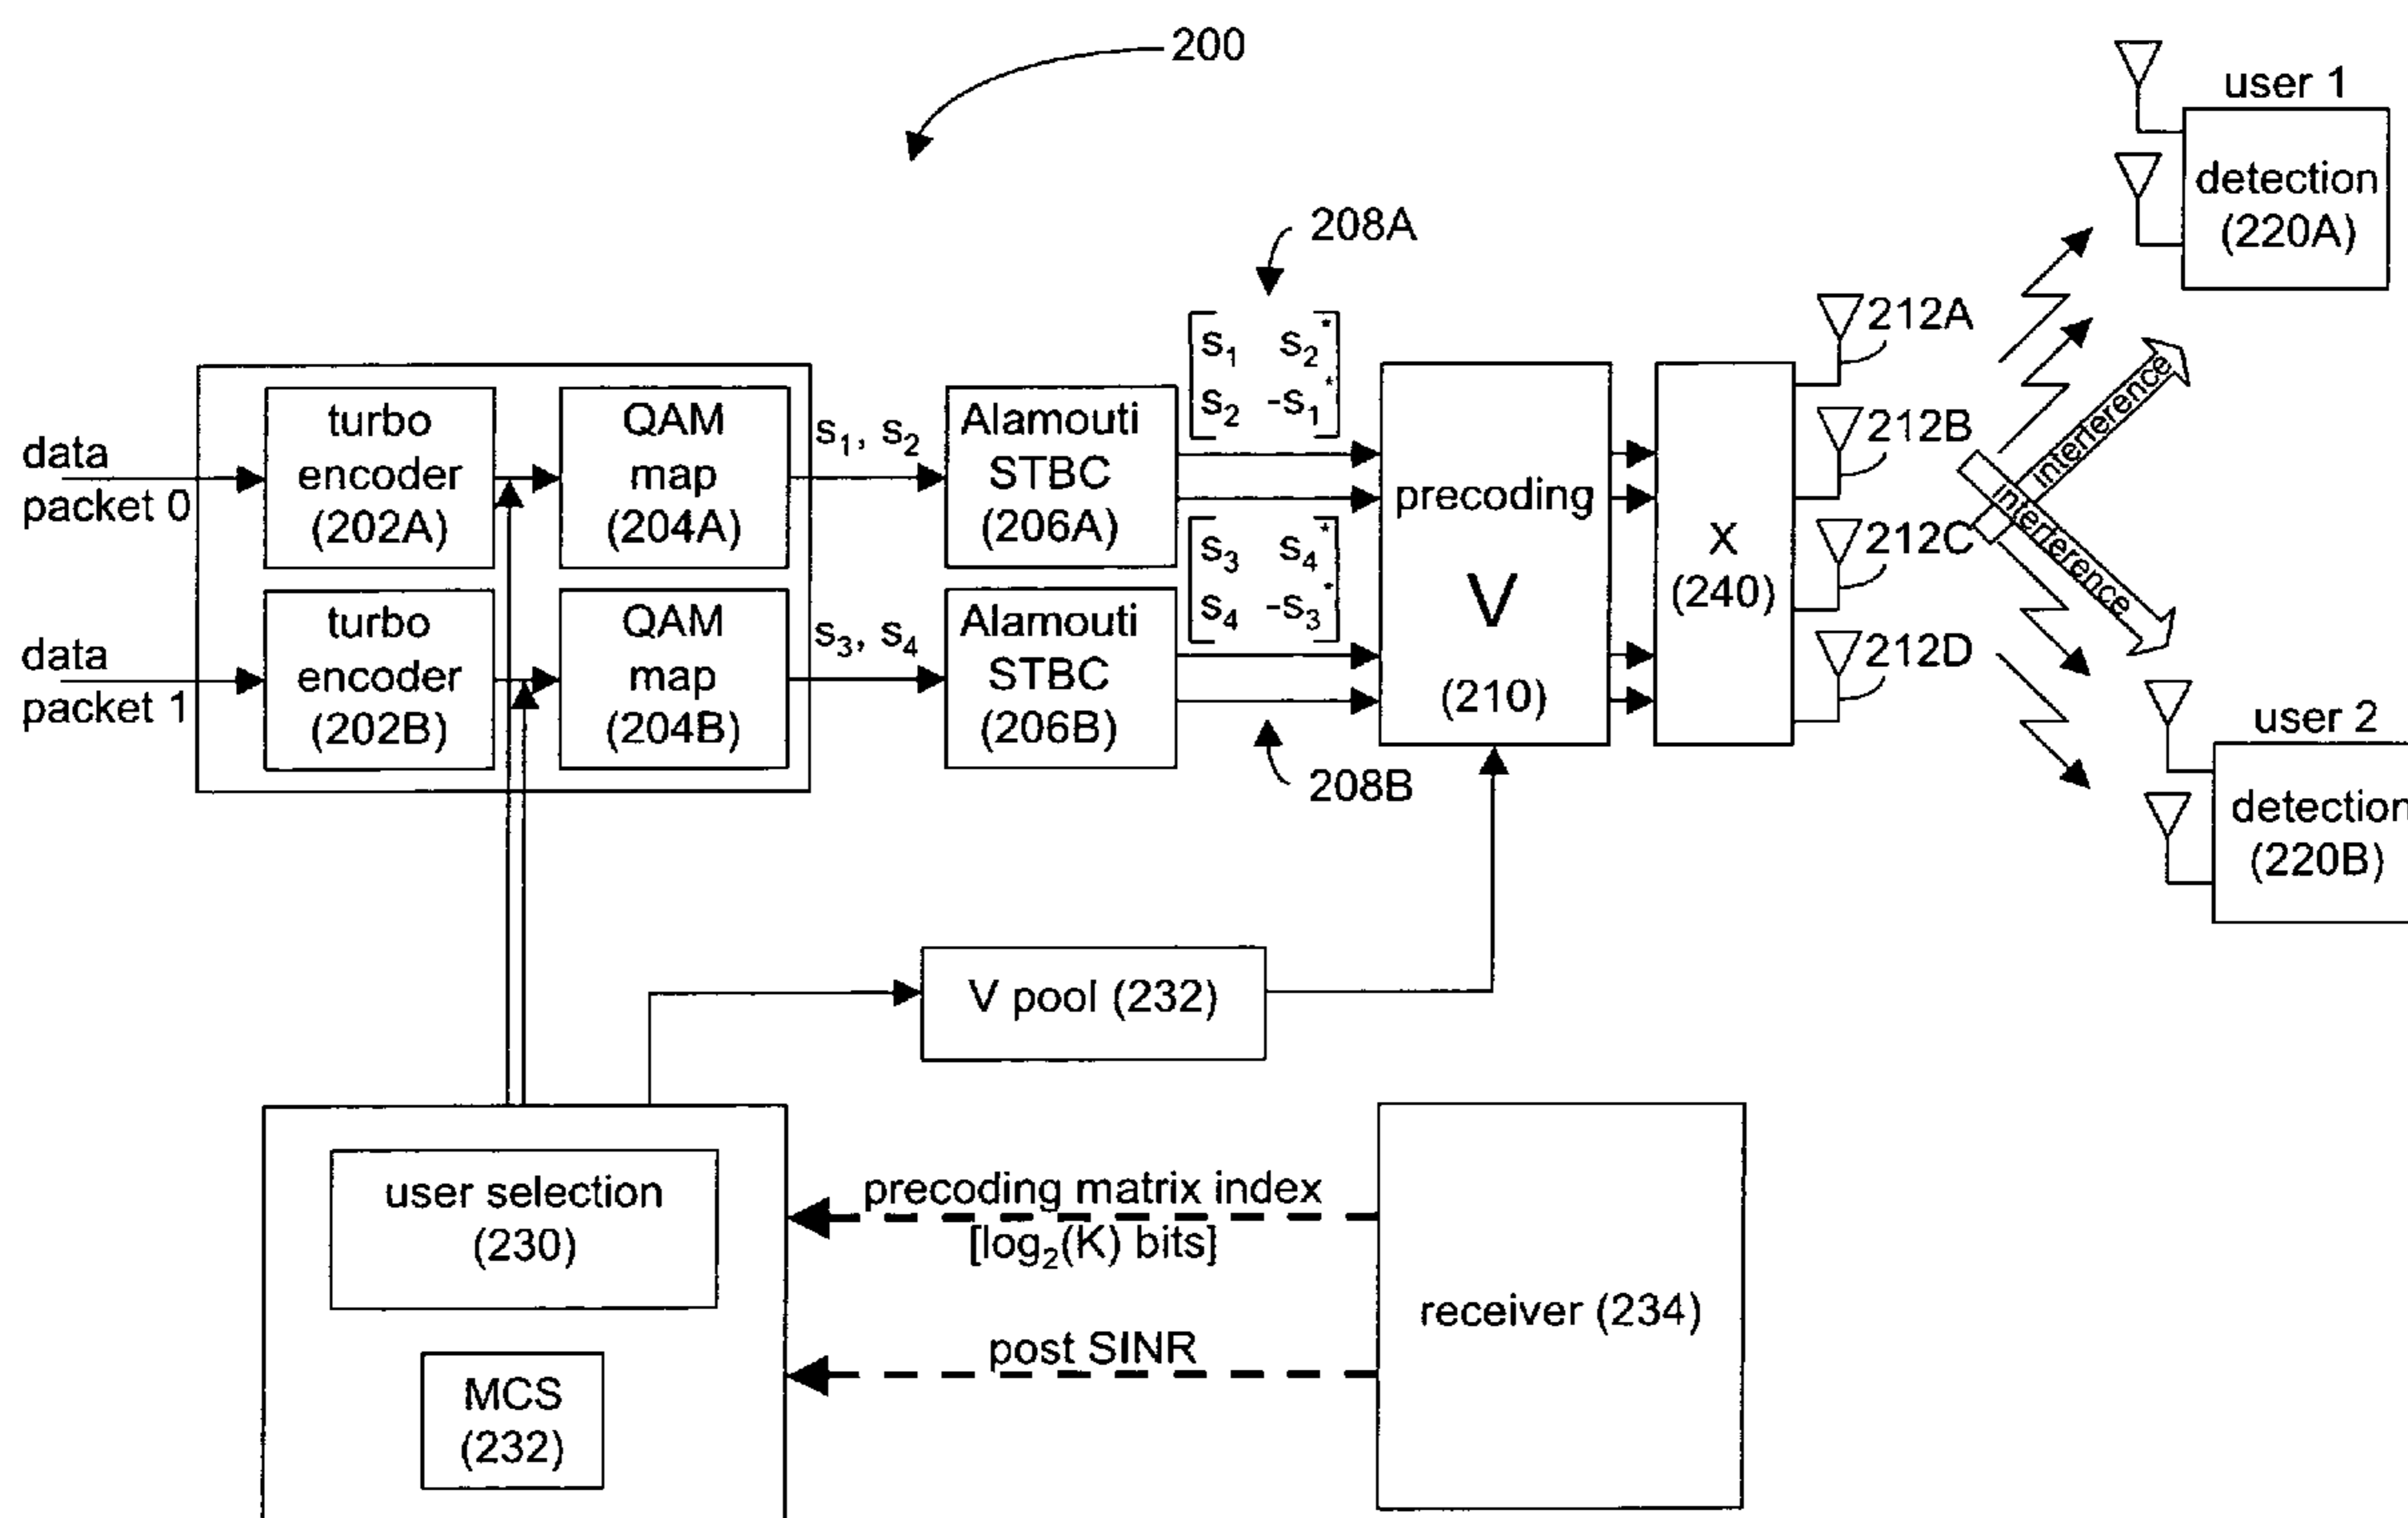 200
user 1
detection
(220A)
208A
s1 s2*
s2 -s1*
212A
212B
212C
212D
data
packet 0
turbo
encoder
(202A)
QAM
map
(204A)
s1, s2
Alamouti
STBC
(206A)
precoding
V
(210)
X
(240)
interference
interference
data
packet 1
turbo
encoder
(202B)
QAM
map
(204B)
s3, s4
Alamouti
STBC
(206B)
s3 s4*
s4 -s3*
208B
user 2
detection
(220B)
V pool (232)
user selection
(230)
MCS
(232)
precoding matrix index
[log2(K) bits]
post SINR
receiver (234)